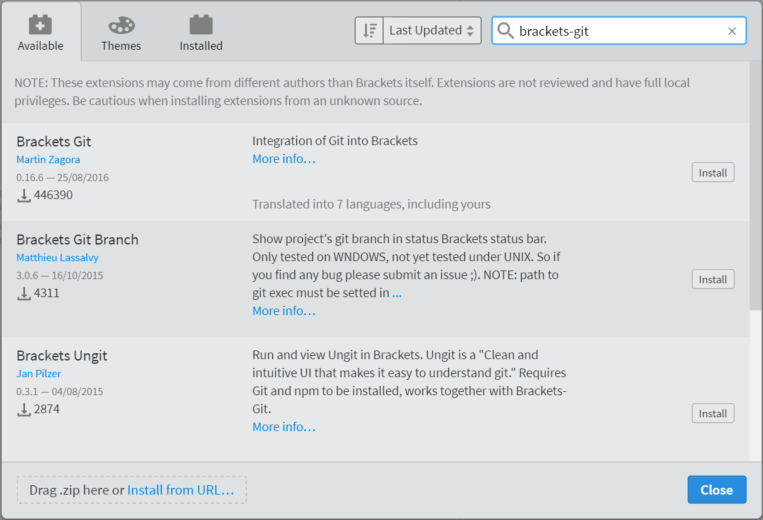 Available
Themes
Installed
Last Updated
brackets-git
NOTE: These extensions may come from different authors than Brackets itself. Extensions are not reviewed and have full local
privileges. Be cautious when installing extensions from an unknown source.
Brackets Git
Martin Zagora
0.16.6 — 25/08/2016
446390
Integration of Git into Brackets
More info...
Translated into 7 languages, including yours
Install
Brackets Git Branch
Matthieu Lassalvy
3.0.6 — 16/10/2015
4311
Show project's git branch in status Brackets status bar.
Only tested on WNDOWS, not yet tested under UNIX. So if
you find any bug please submit an issue ;). NOTE: path to
git exec must be setted in ...
More info...
Install
Brackets Ungit
Jan Pilzer
0.3.1 — 04/08/2015
2874
Run and view Ungit in Brackets. Ungit is a "Clean and
intuitive UI that makes it easy to understand git." Requires
Git and npm to be installed, works together with Brackets-
Git.
More info...
Install
Drag .zip here or Install from URL...
Close